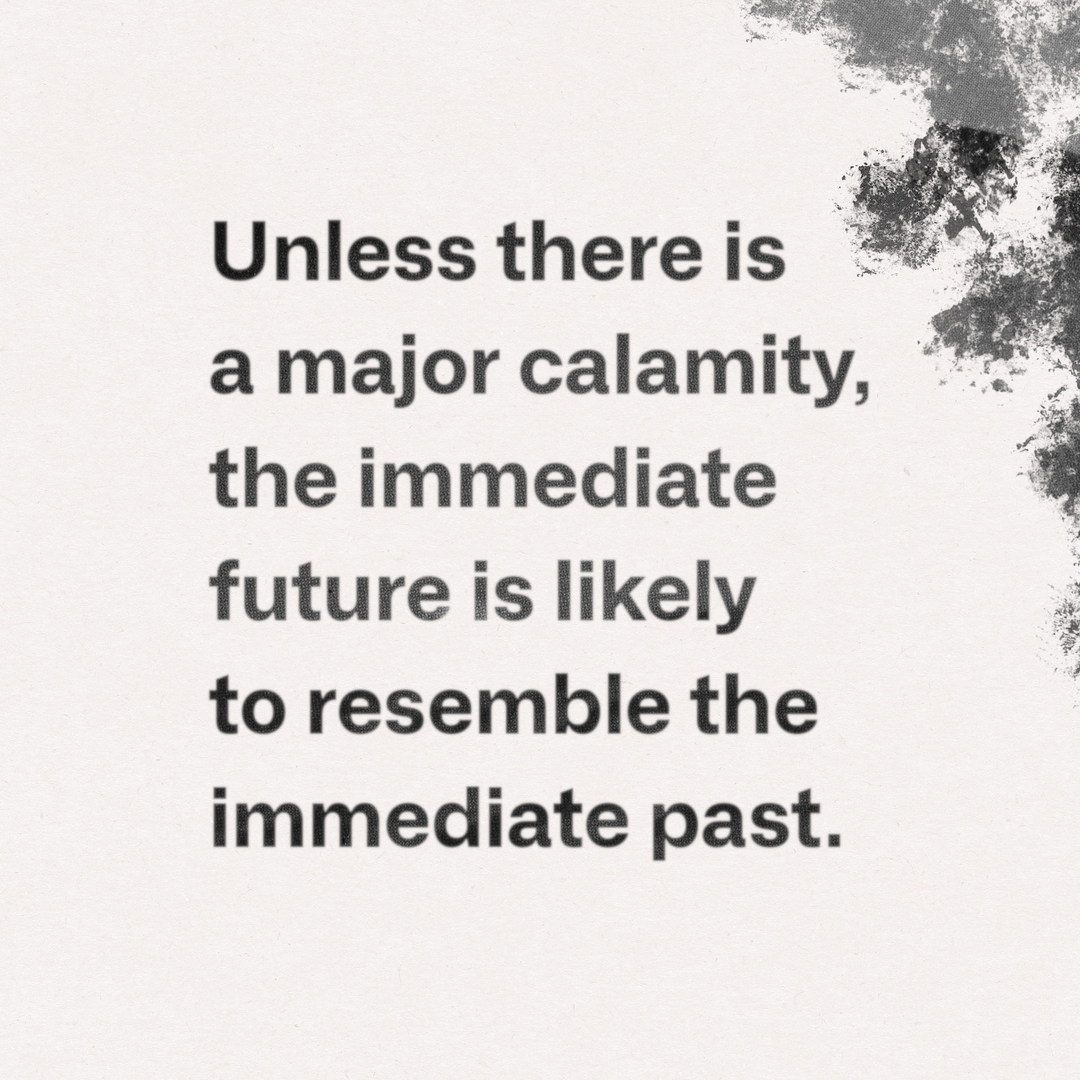 Unless there is
a major calamity,
the immediate
future is likely
to resemble the
immediate past.